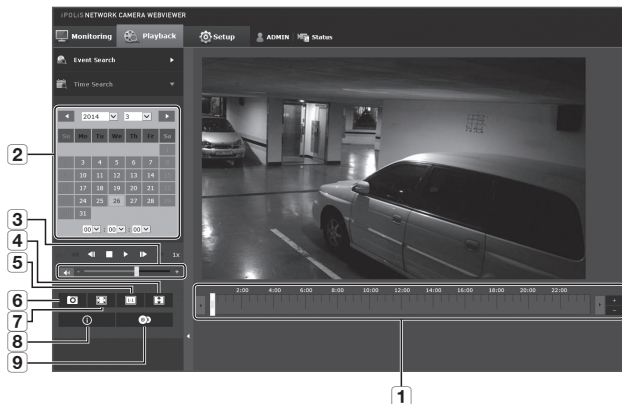 iPOLiS NETWORK CAMERA WEBVIEWER
Monitoring Playback Setup ADMIN Status
Event Search
Time Search
2014 3
Su Mo Tu We Th Fr Sa
3 4 5 6 7
10 11 12 13 14
17 18 19 20 21
24 25 26 27 28
31
00 : 00 : 00
1x
- +
1:1
2:00 4:00 6:00 8:00 10:00 12:00 14:00 16:00 18:00 20:00 22:00
+
-
2
3
4
5
6
7
8
9
1